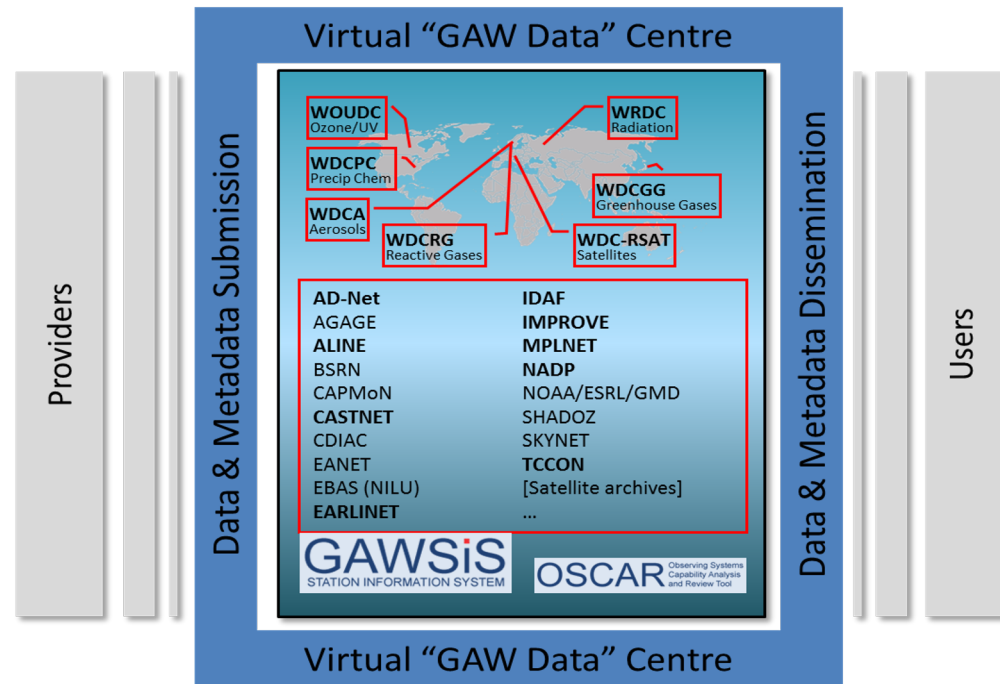 Virtual “GAW Data” Centre
Providers
Data & Metadata Submission
WOUDC
Ozone/UV
WDCPC
Precip Chem
WDCA
Aerosols
WDCRG
Reactive Gases
WRDC
Radiation
WDCGG
Greenhouse Gases
WDC-RSAT
Satellites
AD-Net
AGAGE
ALINE
BSRN
CAPMoN
CASTNET
CDIAC
EANET
EBAS (NILU)
EARLINET
IDAF
IMPROVE
MPLNET
NADP
NOAA/ESRL/GMD
SHADOZ
SKYNET
TCCON
[Satellite archives]
...
GAWSiS
STATION INFORMATION SYSTEM
OSCAR
Observing Systems
Capability Analysis
and Review Tool
Data & Metadata Dissemination
Users
Virtual “GAW Data” Centre